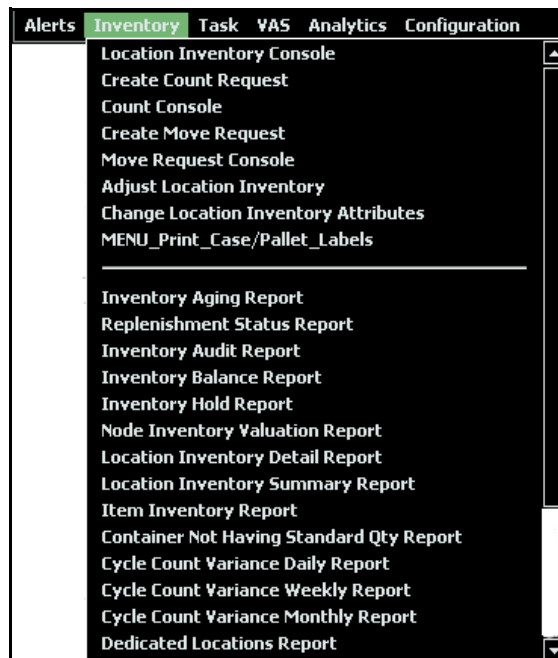 Alerts Inventory Task VAS Analytics Configuration
Location Inventory Console
Create Count Request
Count Console
Create Move Request
Move Request Console
Adjust Location Inventory
Change Location Inventory Attributes
MENU_Print_Case/Pallet_Labels
Inventory Aging Report
Replenishment Status Report
Inventory Audit Report
Inventory Balance Report
Inventory Hold Report
Node Inventory Valuation Report
Location Inventory Detail Report
Location Inventory Summary Report
Item Inventory Report
Container Not Having Standard Qty Report
Cycle Count Variance Daily Report
Cycle Count Variance Weekly Report
Cycle Count Variance Monthly Report
Dedicated Locations Report